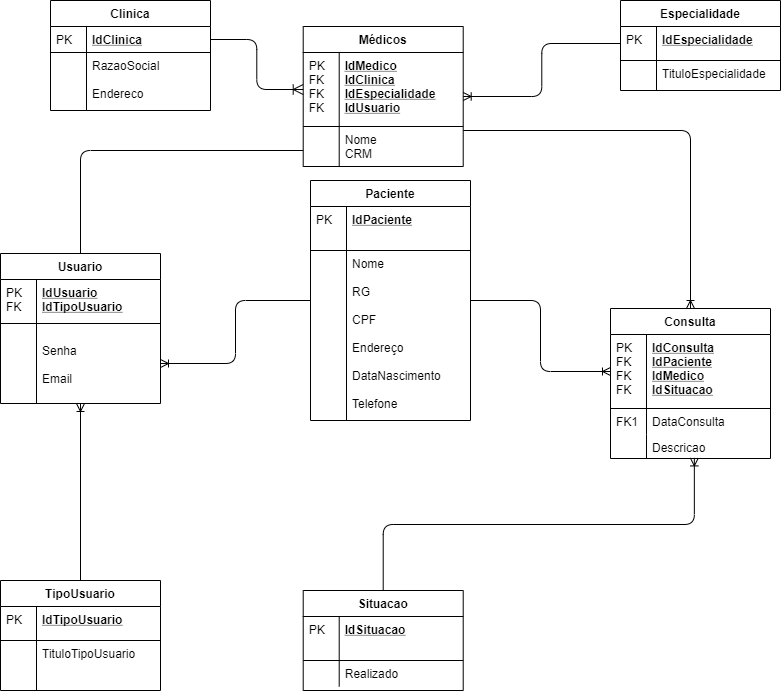 Clinica
PK IdClinica
RazaoSocial
Endereco
Médicos
PK IdMedico
FK IdClinica
FK IdEspecialidade
FK IdUsuario
Nome
CRM
Especialidade
PK IdEspecialidade
TituloEspecialidade
Paciente
PK IdPaciente
Nome
RG
CPF
Endereço
DataNascimento
Telefone
Usuario
PK IdUsuario
FK IdTipoUsuario
Senha
Email
Consulta
PK IdConsulta
FK IdPaciente
FK IdMedico
FK IdSituacao
FK1 DataConsulta
Descricao
TipoUsuario
PK IdTipoUsuario
TituloTipoUsuario
Situacao
PK IdSituacao
Realizado